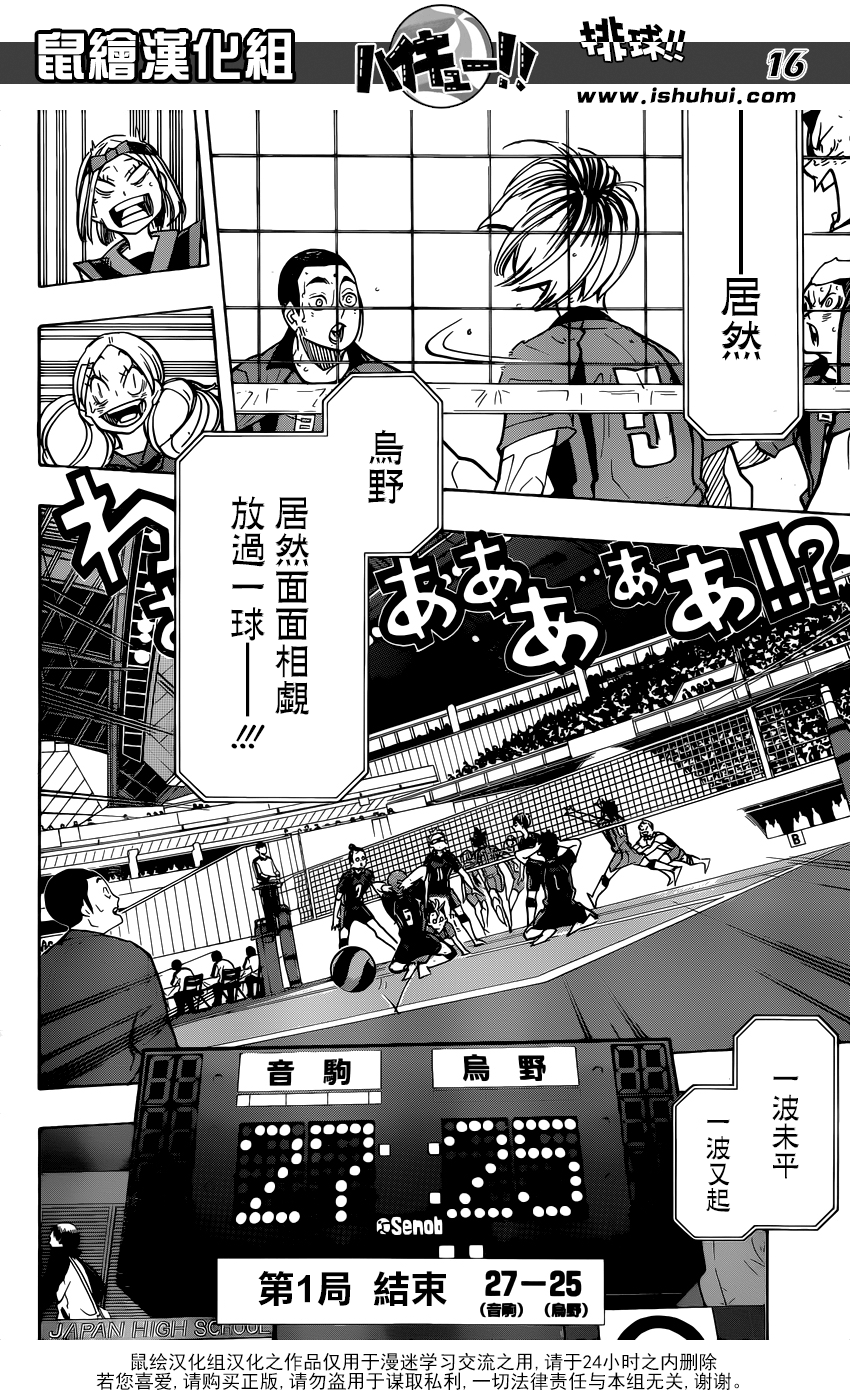 鼠繪漢化組
ハイキュー!!
排球!!
16
www.ishuhui.com
——居然
5
烏野
居然面面相覷
放過一球——!!!
わああああああ!!?
B
音駒
烏野
27
25
Senoh
一波未平
一波又起
第1局 結束 27—25
(音駒) (烏野)
JAPAN HIGH SCHOOL
鼠绘汉化组汉化之作品仅用于漫迷学习交流之用, 请于24小时之内删除
若您喜爱, 请购买正版, 请勿盗用于谋取私利, 一切法律责任与本组无关, 谢谢。